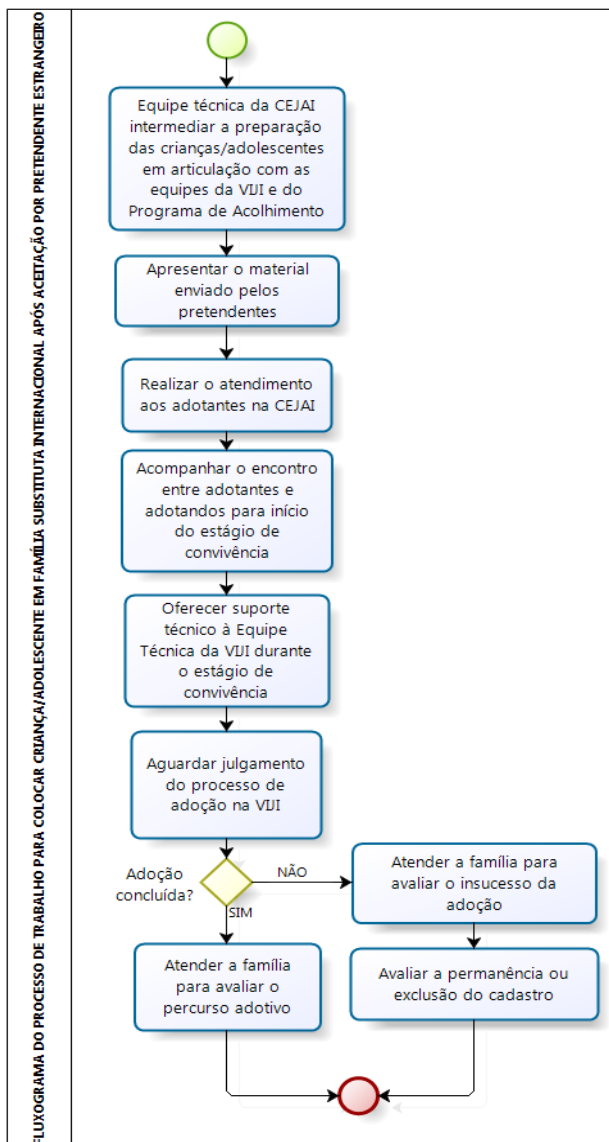 FLUXOGRAMA DO PROCESSO DE TRABALHO PARA COLOCAR CRIANÇA/ADOLESCENTE EM FAMÍLIA SUBSTITUTA INTERNACIONAL APÓS ACEITAÇÃO POR PRETENDENTE ESTRANGEIRO
Equipe técnica da CEJAI
intermediar a preparação
das crianças/adolescentes
em articulação com as
equipes da VIJI e do
Programa de Acolhimento
Apresentar o material
enviado pelos
pretendentes
Realizar o atendimento
aos adotantes na CEJAI
Acompanhar o encontro
entre adotantes e
adotandos para início
do estágio de
convivência
Oferecer suporte
técnico à Equipe
Técnica da VIJI durante
o estágio de
convivência
Aguardar julgamento
do processo de
adoção na VIJI
Adoção
concluída?
NÃO
SIM
Atender a família para
avaliar o insucesso da
adoção
Atender a família
para avaliar o
percurso adotivo
Avaliar a permanência ou
exclusão do cadastro